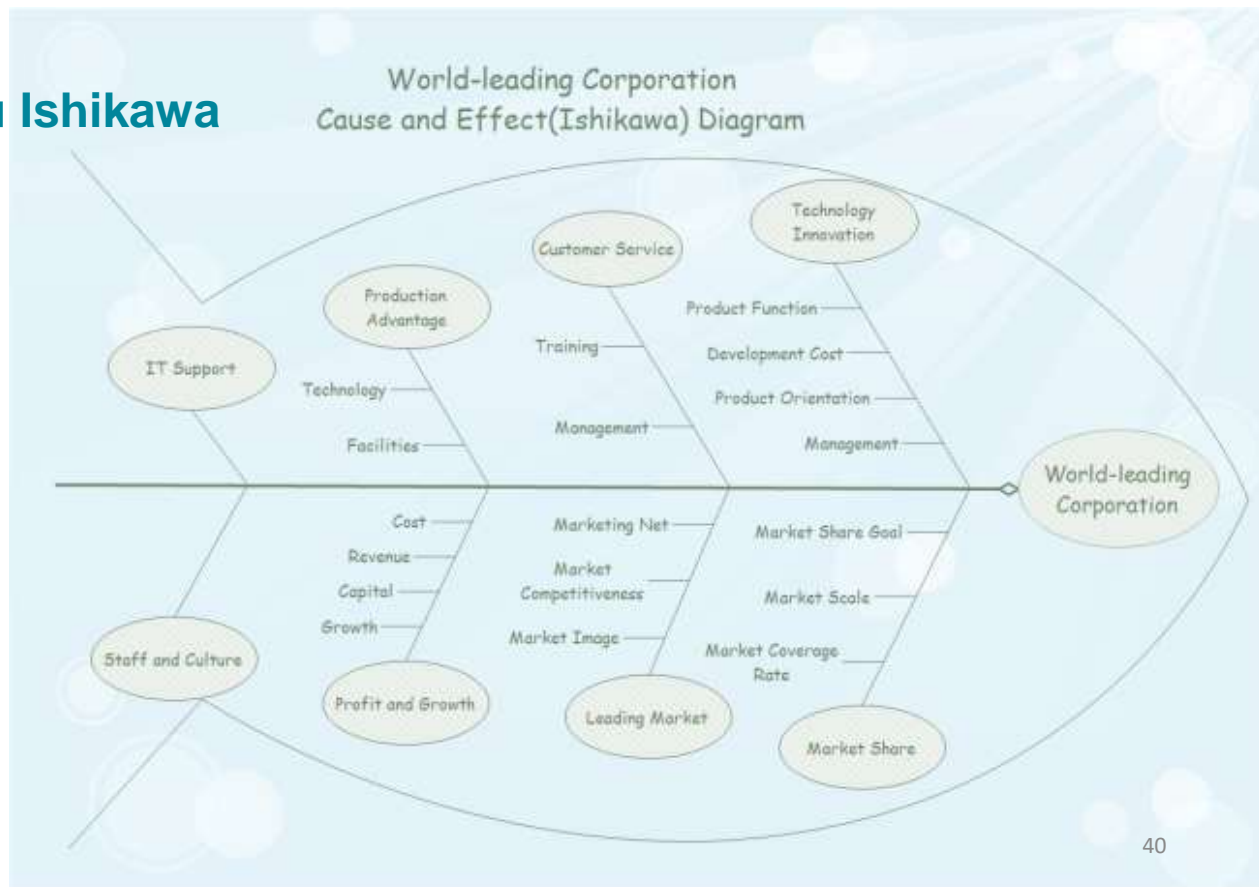 Ishikawa
World-leading Corporation
Cause and Effect(Ishikawa) Diagram
Technology
Innovation
Customer Service
Production
Advantage
IT Support
Product Function
Development Cost
Product Orientation
Management
Training
Management
Technology
Facilities
World-leading
Corporation
Cost
Revenue
Capital
Growth
Marketing Net
Market
Competitiveness
Market Image
Market Share Goal
Market Scale
Market Coverage
Rate
Staff and Culture
Profit and Growth
Leading Market
Market Share
40